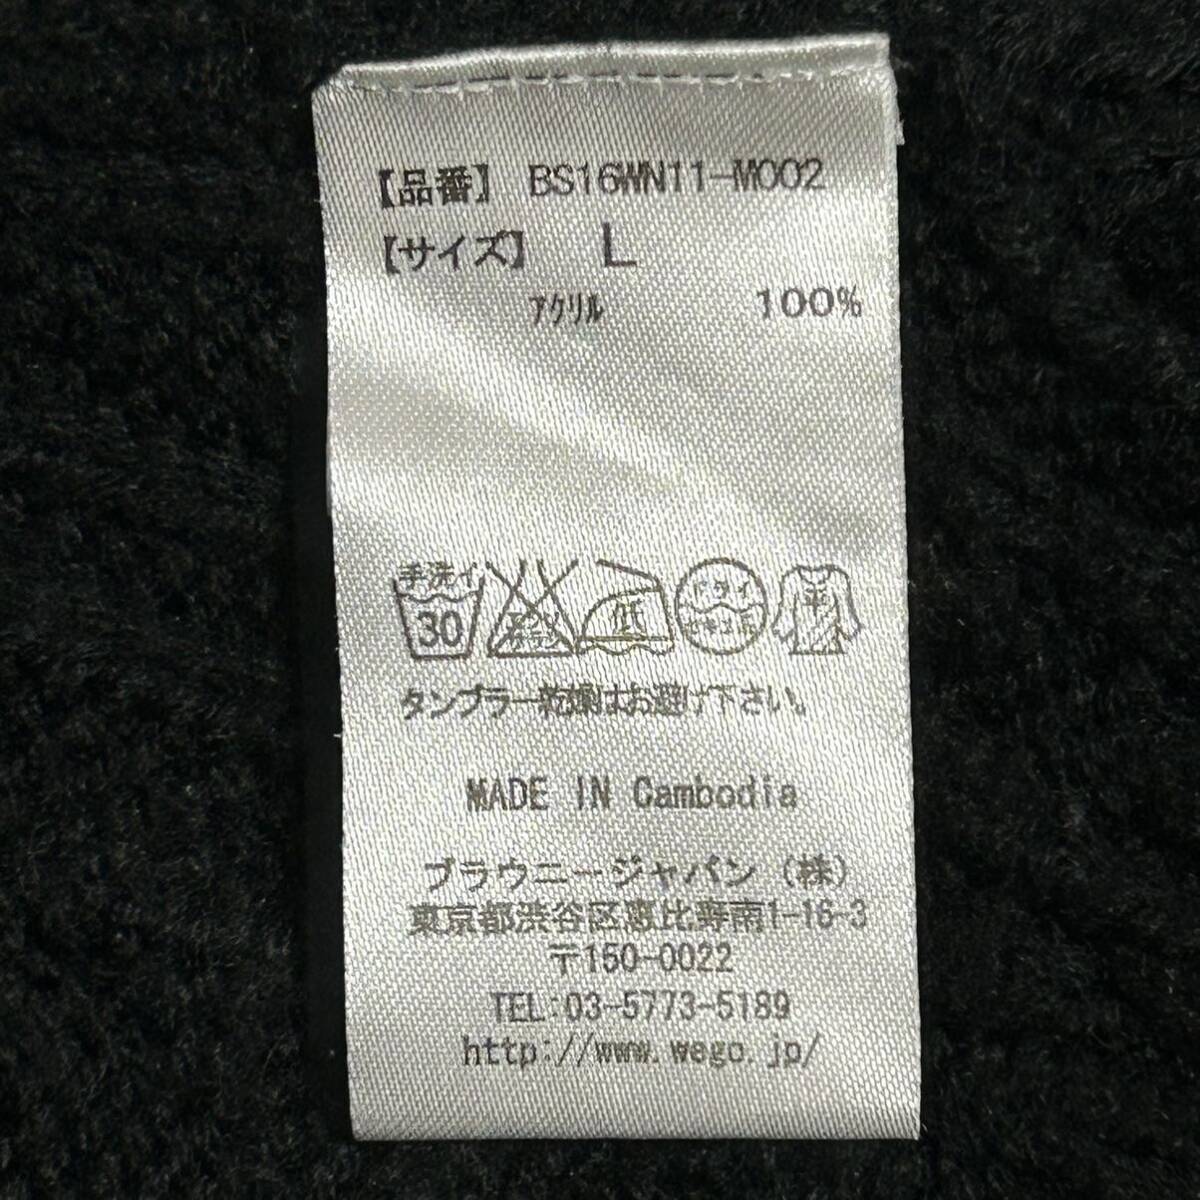 【品番】 BS16WN11-M002
【サイズ】 L
アクリル 100%
手洗イ 30 低 ドライ 平
タンブラー乾燥はお避け下さい。
MADE IN Cambodia
ブラウニージャパン（株）
東京都渋谷区恵比寿南1-16-3
〒150-0022
TEL:03-5773-5189
http://www.wego.jp/